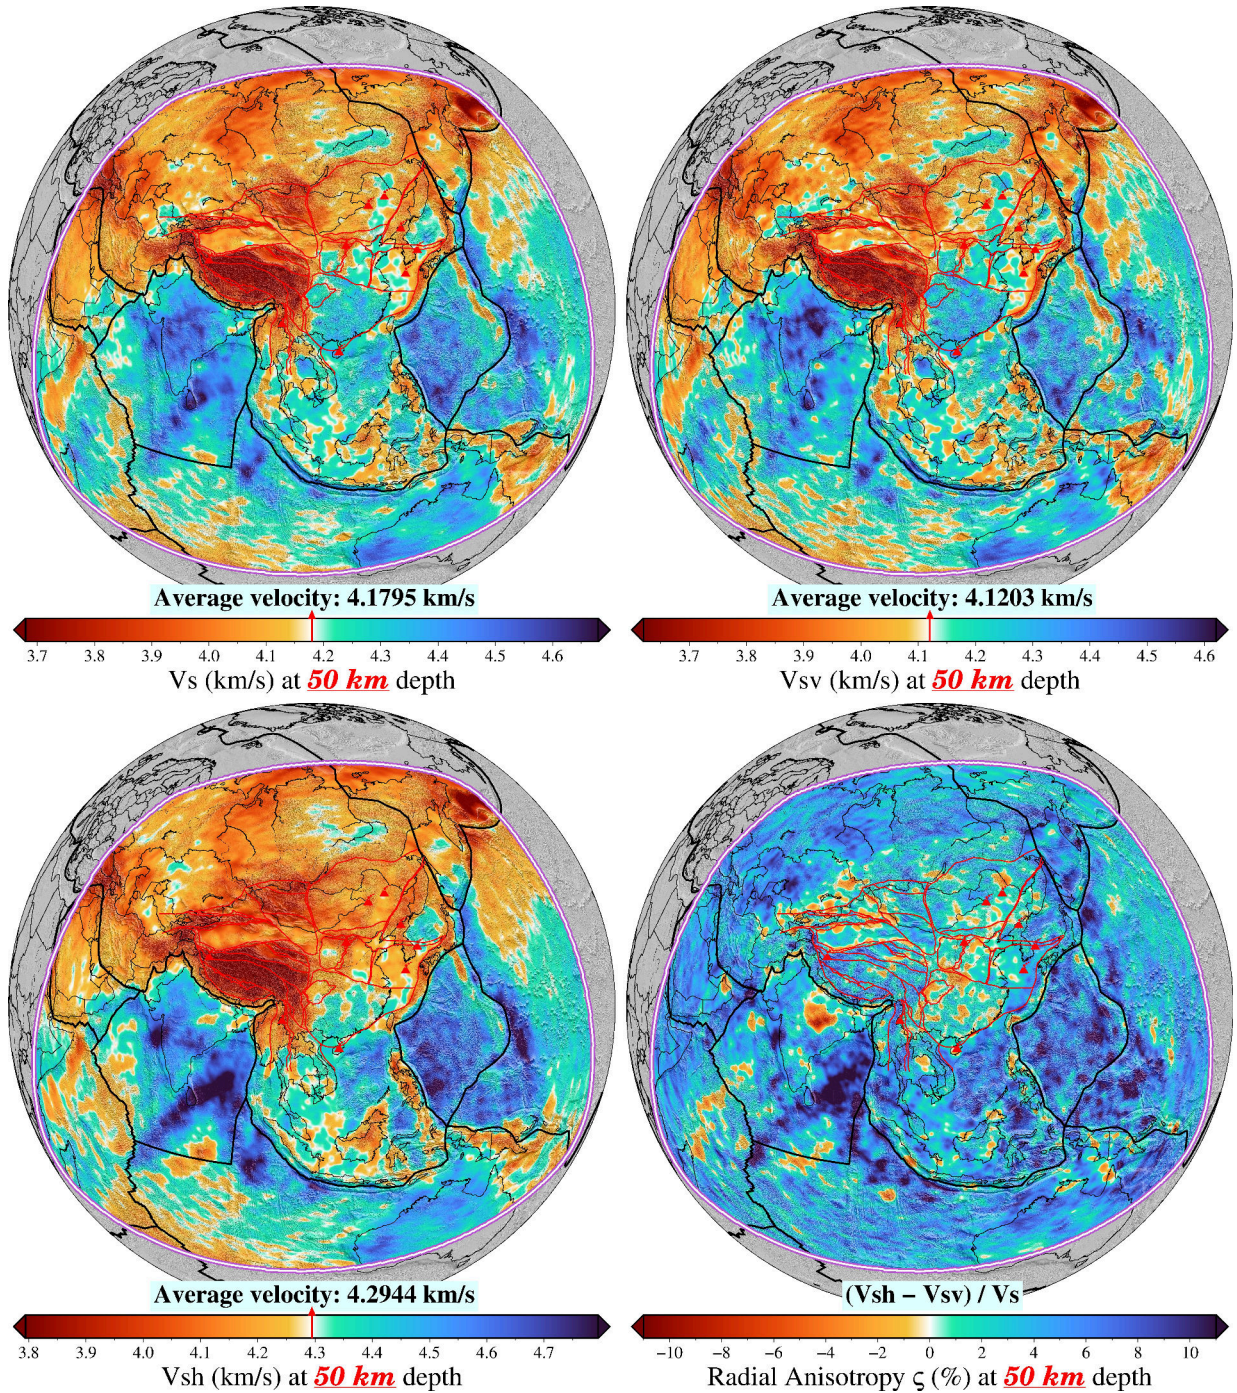 Average velocity: 4.1795 km/s
3.7 3.8 3.9 4.0 4.1 4.2 4.3 4.4 4.5 4.6
Vs (km/s) at 50 km depth
Average velocity: 4.1203 km/s
3.7 3.8 3.9 4.0 4.1 4.2 4.3 4.4 4.5 4.6
Vsv (km/s) at 50 km depth
Average velocity: 4.2944 km/s
3.8 3.9 4.0 4.1 4.2 4.3 4.4 4.5 4.6 4.7
Vsh (km/s) at 50 km depth
(Vsh − Vsv) / Vs
−10 −8 −6 −4 −2 0 2 4 6 8 10
Radial Anisotropy ς (%) at 50 km depth